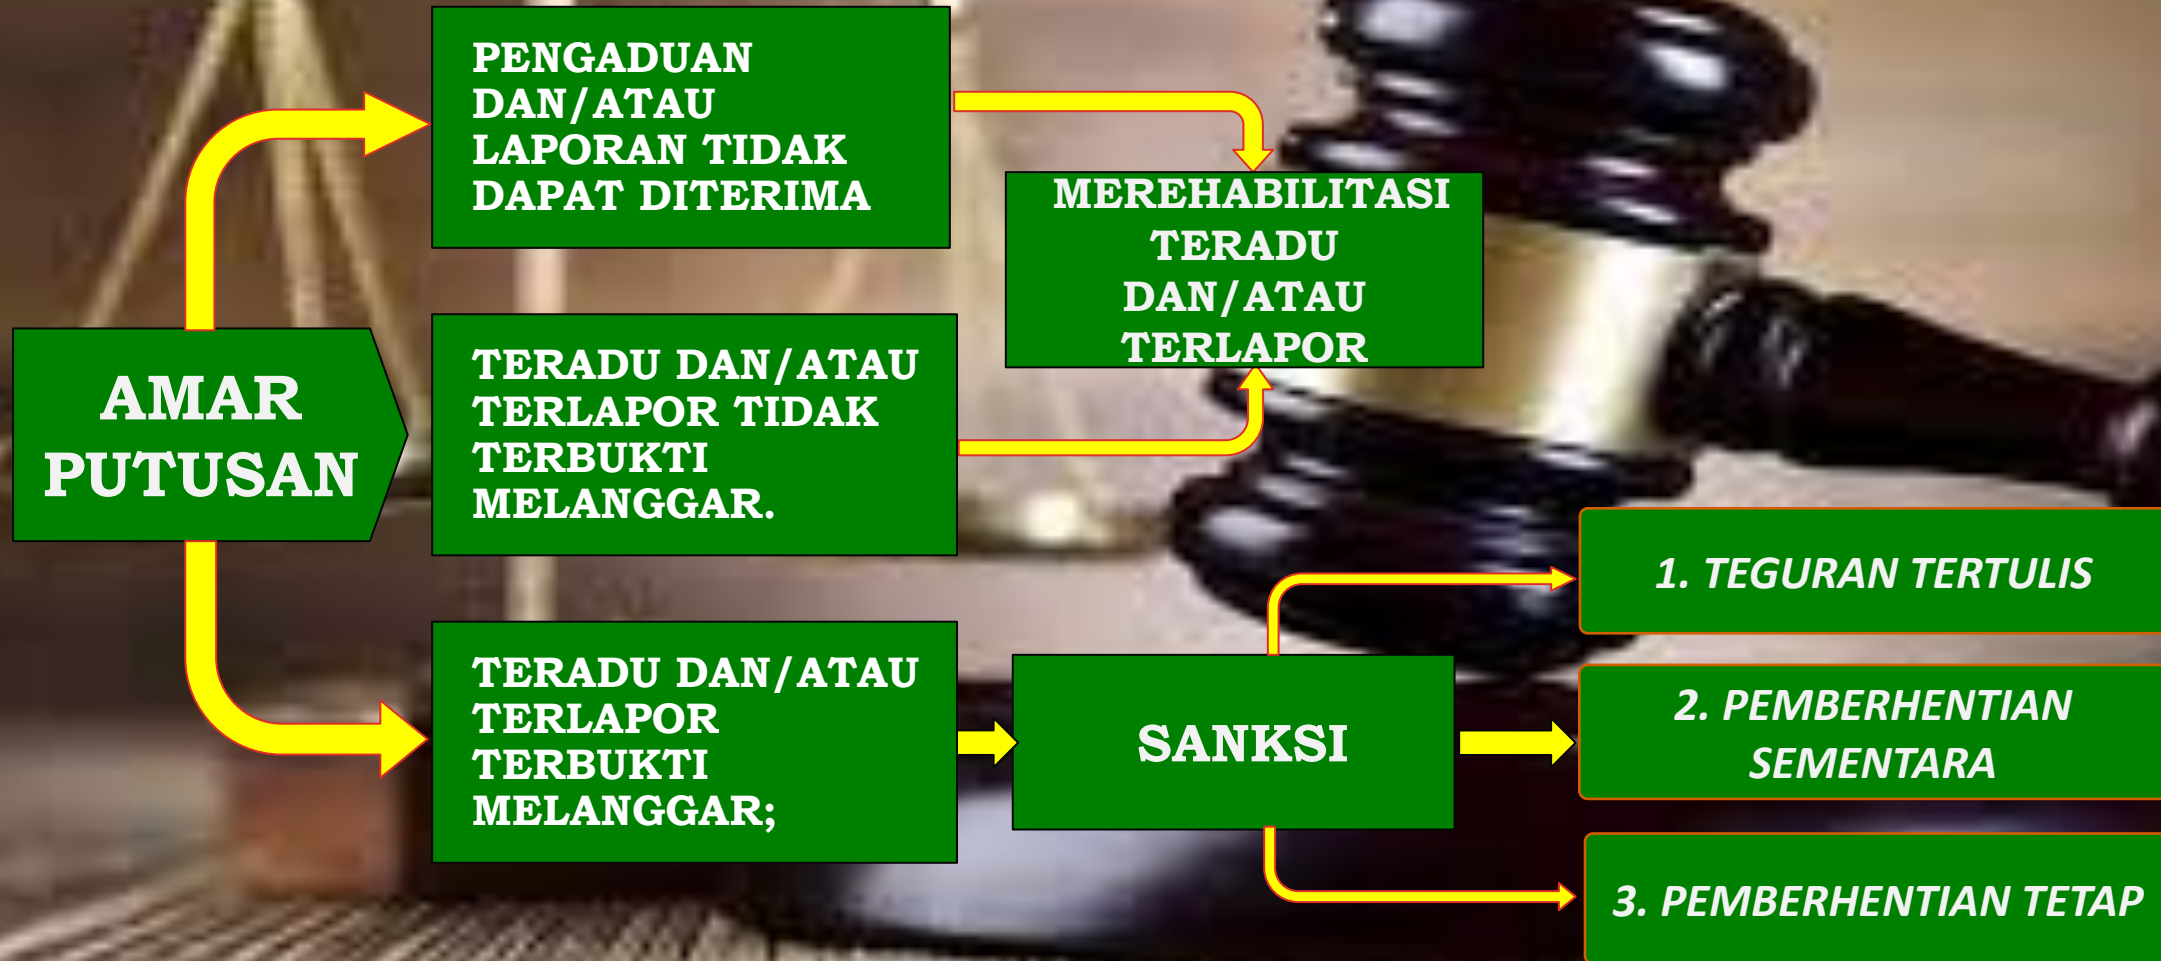 AMAR
PUTUSAN
PENGADUAN
DAN/ATAU
LAPORAN TIDAK
DAPAT DITERIMA
TERADU DAN/ATAU
TERLAPOR TIDAK
TERBUKTI
MELANGGAR.
MEREHABILITASI
TERADU
DAN/ATAU
TERLAPOR
TERADU DAN/ATAU
TERLAPOR
TERBUKTI
MELANGGAR;
SANKSI
1. TEGURAN TERTULIS
2. PEMBERHENTIAN
SEMENTARA
3. PEMBERHENTIAN TETAP